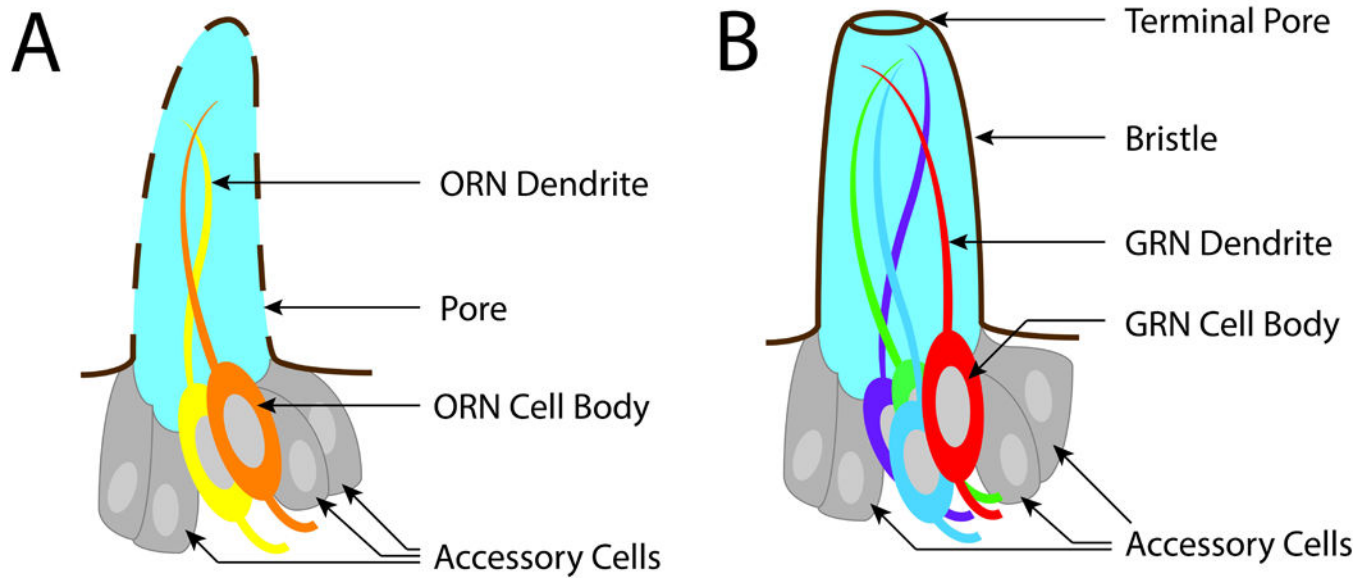 A
ORN Dendrite
Pore
ORN Cell Body
Accessory Cells
B
Terminal Pore
Bristle
GRN Dendrite
GRN Cell Body
Accessory Cells